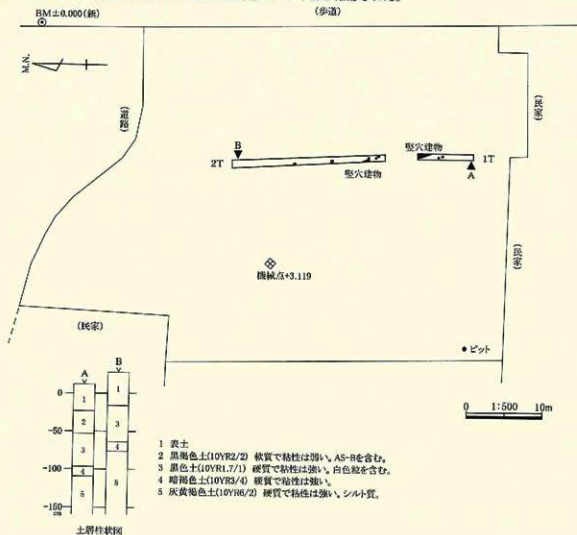 BM±0.000(鋲)
(歩道)
M.N.
(道路)
(民家)
B
竪穴建物
2T
1T
竪穴建物
A
(民家)
機械点+3.119
(民家)
ピット
A
B
0 1:500 10m
0
-50
-100
-150
cm
1
2
3
4
5
1
3
4
5
1 表土
2 黒褐色土(10YR2/2) 軟質で粘性は弱い。AS-Bを含む。
3 黒色土(10YR1.7/1) 硬質で粘性は強い。白色粒を含む。
4 暗褐色土(10YR3/4) 硬質で粘性は強い。
5 灰黄褐色土(10YR6/2) 硬質で粘性は強い。シルト質。
土層柱状図